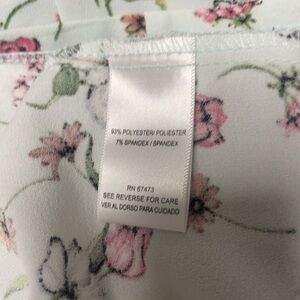 93% POLYESTER/ POLIESTER
7% SPANDEX / SPANDEX
RN 67473
SEE REVERSE FOR CARE
VER AL DORSO PARA CUIDADO